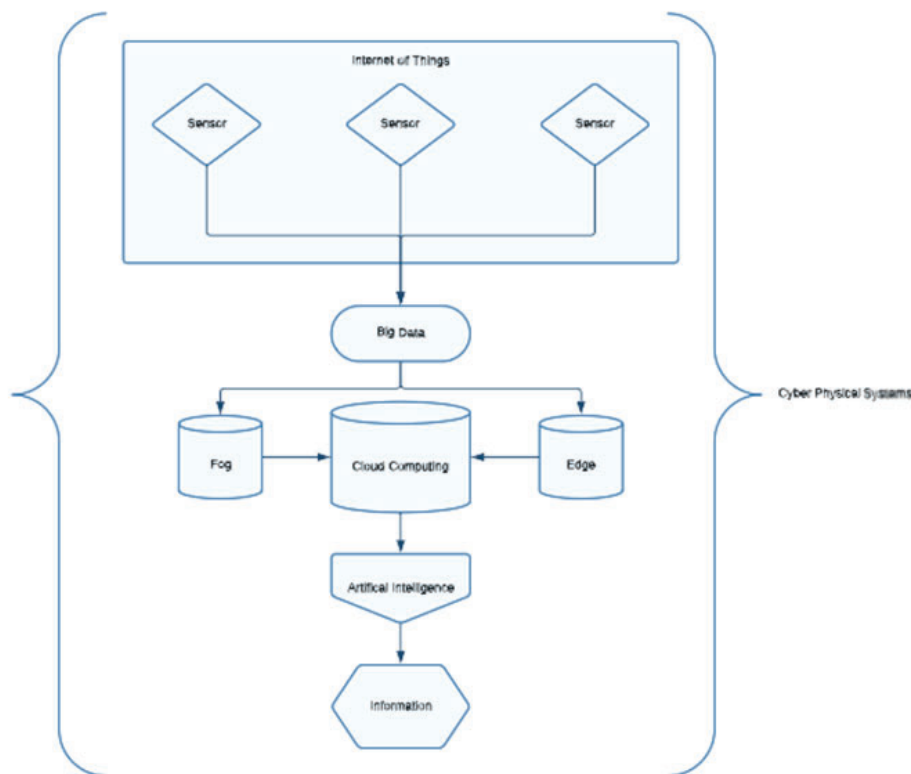 Internet of Things
Sensor
Sensor
Sensor
Big Data
Fog
Cloud Computing
Edge
Cyber Physical Systems
Artifical Intelligence
Information